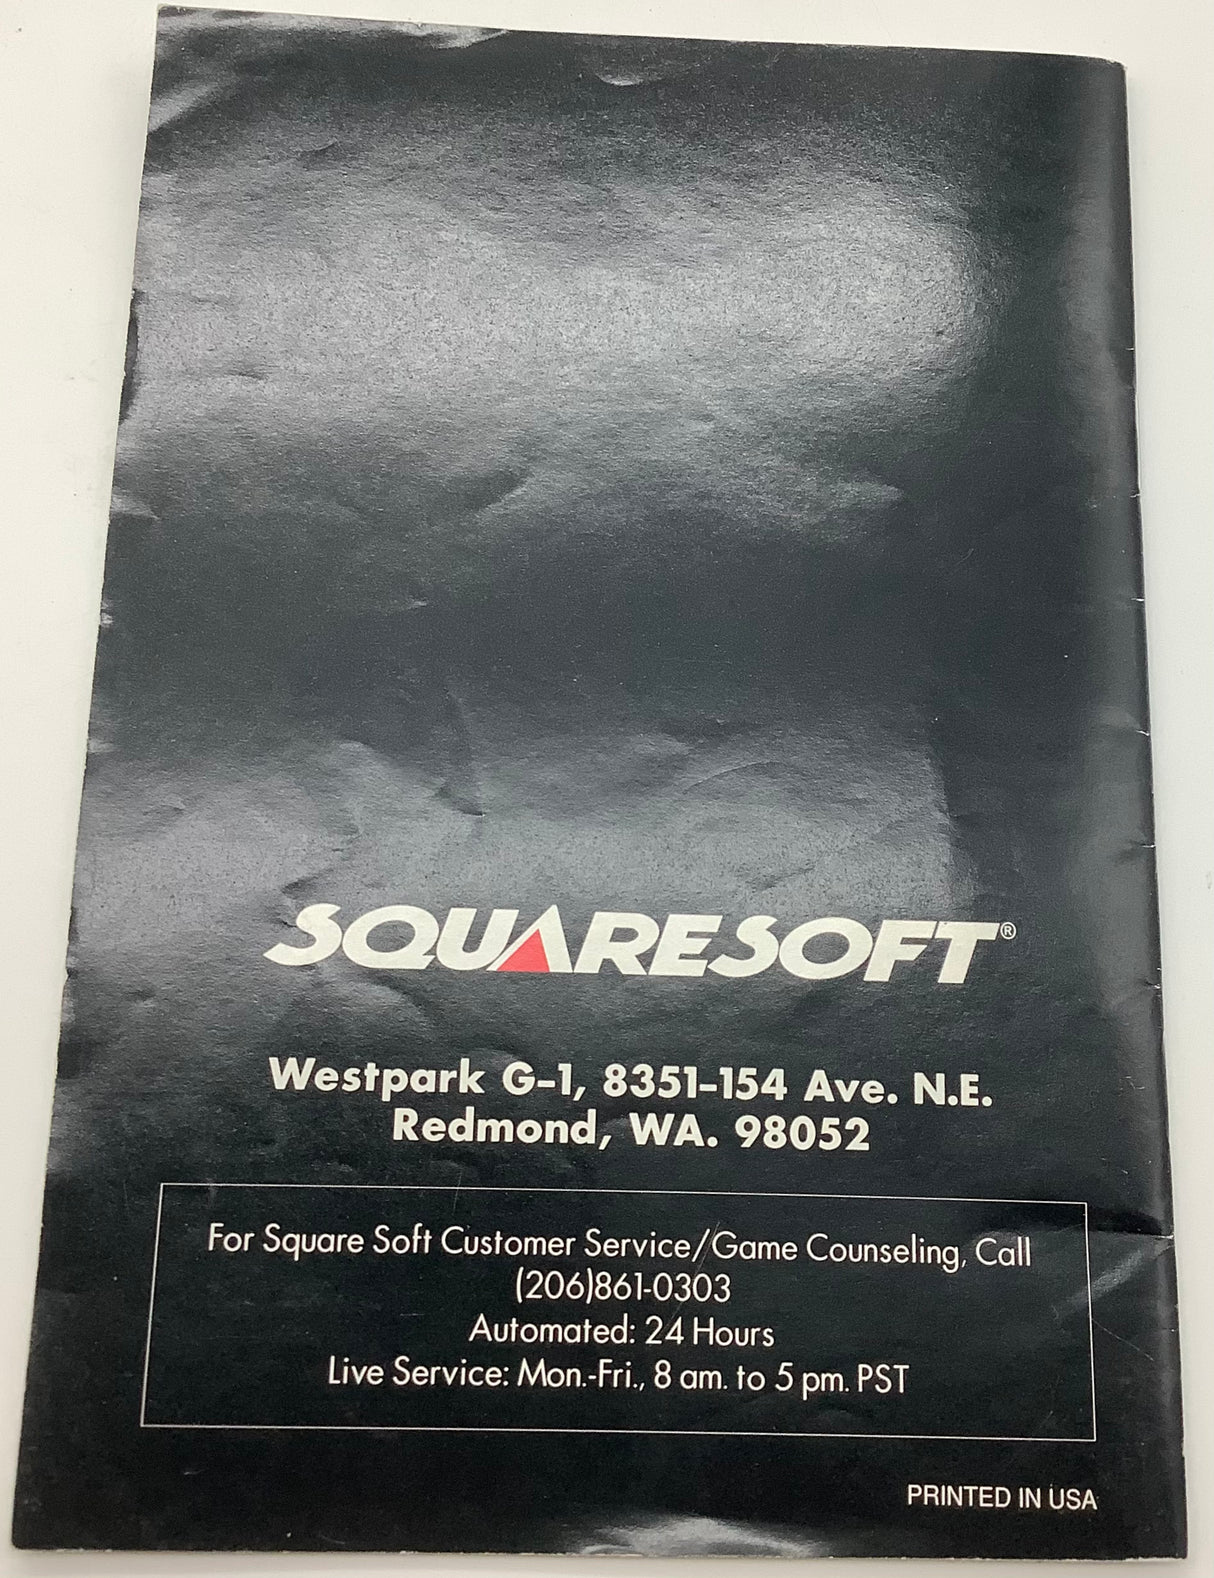 SQUARESOFT®
Westpark G-1, 8351-154 Ave. N.E.
Redmond, WA. 98052
For Square Soft Customer Service/Game Counseling, Call
(206)861-0303
Automated: 24 Hours
Live Service: Mon.-Fri., 8 am. to 5 pm. PST
PRINTED IN USA